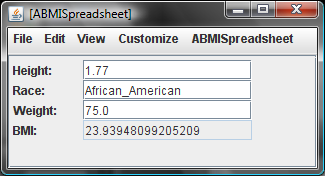 [ABMISpreadsheet]
File Edit View Customize ABMISpreadsheet
Height: 1.77
Race: African_American
Weight: 75.0
BMI: 23.93948099205209